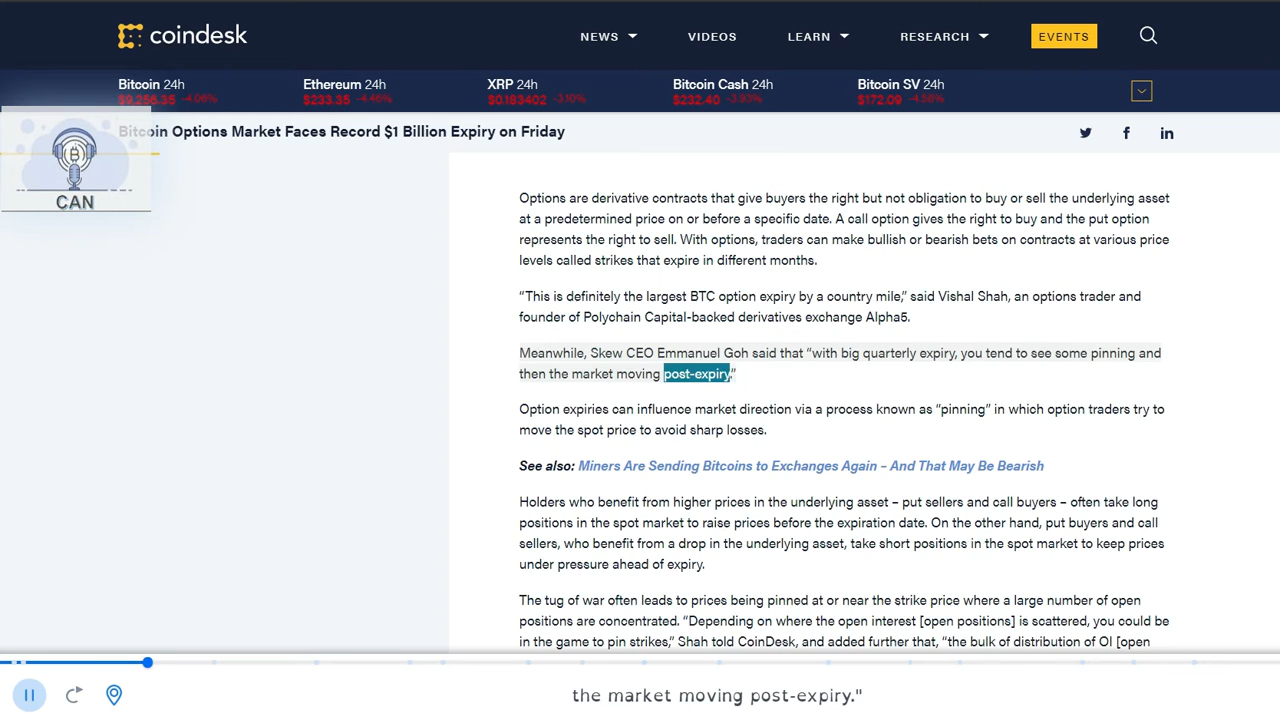 coindesk
NEWS VIDEOS LEARN RESEARCH EVENTS
Bitcoin 24h Ethereum 24h XRP 24h Bitcoin Cash 24h Bitcoin SV 24h
$9,256.35 -4.06% $233.35 -4.46% $0.183402 -3.10% $232.40 -3.93% $172.09 -4.56%
Bitcoin Options Market Faces Record $1 Billion Expiry on Friday
CAN
Options are derivative contracts that give buyers the right but not obligation to buy or sell the underlying asset
at a predetermined price on or before a specific date. A call option gives the right to buy and the put option
represents the right to sell. With options, traders can make bullish or bearish bets on contracts at various price
levels called strikes that expire in different months.
“This is definitely the largest BTC option expiry by a country mile,” said Vishal Shah, an options trader and
founder of Polychain Capital-backed derivatives exchange Alpha5.
Meanwhile, Skew CEO Emmanuel Goh said that “with big quarterly expiry, you tend to see some pinning and
then the market moving post-expiry.”
Option expiries can influence market direction via a process known as “pinning” in which option traders try to
move the spot price to avoid sharp losses.
See also: Miners Are Sending Bitcoins to Exchanges Again – And That May Be Bearish
Holders who benefit from higher prices in the underlying asset – put sellers and call buyers – often take long
positions in the spot market to raise prices before the expiration date. On the other hand, put buyers and call
sellers, who benefit from a drop in the underlying asset, take short positions in the spot market to keep prices
under pressure ahead of expiry.
The tug of war often leads to prices being pinned at or near the strike price where a large number of open
positions are concentrated. “Depending on where the open interest [open positions] is scattered, you could be
in the game to pin strikes,” Shah told CoinDesk, and added further that, “the bulk of distribution of OI [open
the market moving post-expiry."